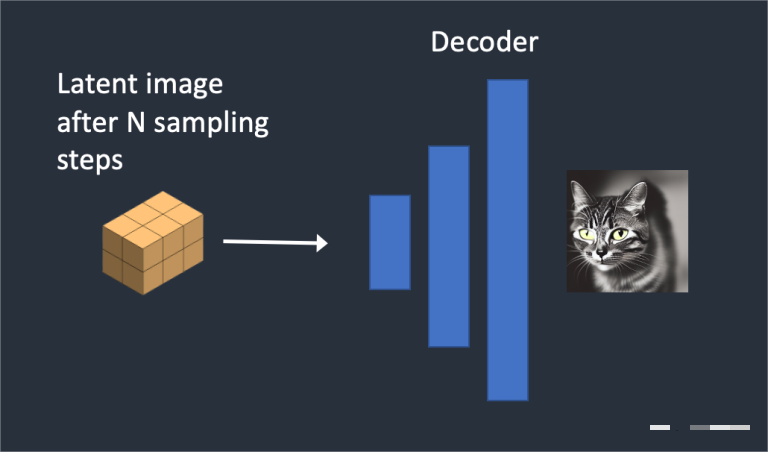 Decoder
Latent image
after N sampling
steps